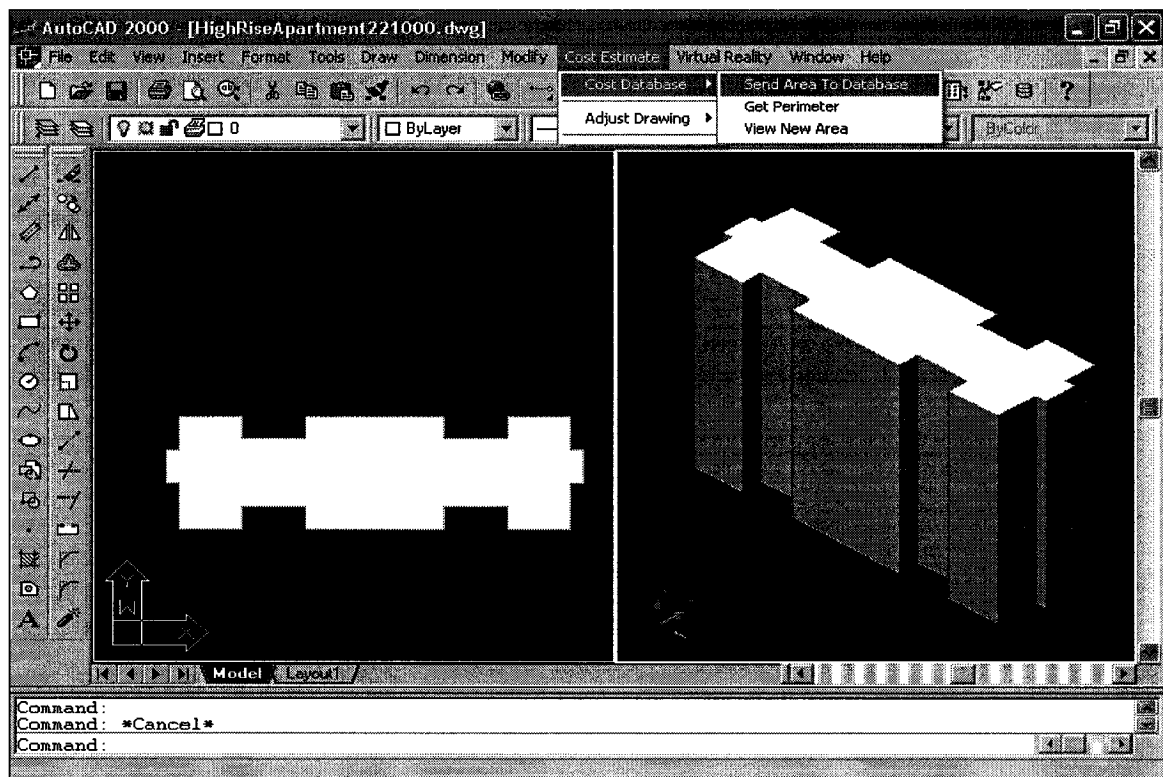 AutoCAD 2000 - [HighRiseApartment221000.dwg]
File Edit View Insert Format Tools Draw Dimension Modify Cost Estimate Virtual Reality Window Help
Cost Database Send Area To Database
Get Perimeter
Adjust Drawing
View New Area
0 ByLayer ByColor
W
X
Model Layout1
Command:
Command: *Cancel*
Command: